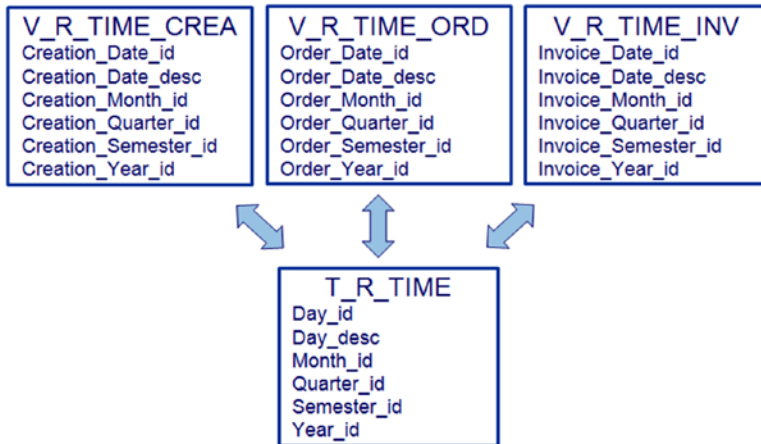 V_R_TIME_CREA
Creation_Date_id
Creation_Date_desc
Creation_Month_id
Creation_Quarter_id
Creation_Semester_id
Creation_Year_id
V_R_TIME_ORD
Order_Date_id
Order_Date_desc
Order_Month_id
Order_Quarter_id
Order_Semester_id
Order_Year_id
V_R_TIME_INV
Invoice_Date_id
Invoice_Date_desc
Invoice_Month_id
Invoice_Quarter_id
Invoice_Semester_id
Invoice_Year_id
T_R_TIME
Day_id
Day_desc
Month_id
Quarter_id
Semester_id
Year_id